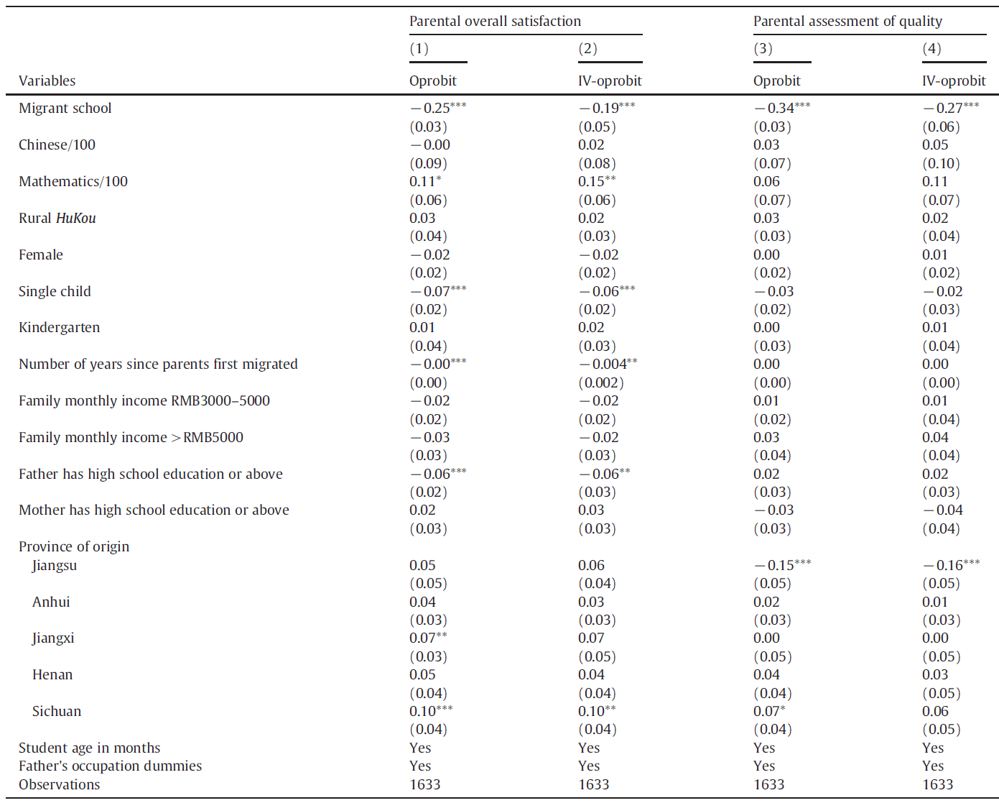 Parental overall satisfaction Parental assessment of quality
(1) (2) (3) (4)
Variables Oprobit IV-oprobit Oprobit IV-oprobit
Migrant school −0.25*** −0.19*** −0.34*** −0.27***
(0.03) (0.05) (0.03) (0.06)
Chinese/100 −0.00 0.02 0.03 0.05
(0.09) (0.08) (0.07) (0.10)
Mathematics/100 0.11* 0.15** 0.06 0.11
(0.06) (0.06) (0.07) (0.07)
Rural HuKou 0.03 0.02 0.03 0.02
(0.04) (0.03) (0.03) (0.04)
Female −0.02 −0.02 0.00 0.01
(0.02) (0.02) (0.02) (0.02)
Single child −0.07*** −0.06*** −0.03 −0.02
(0.02) (0.02) (0.02) (0.03)
Kindergarten 0.01 0.02 0.00 0.01
(0.04) (0.03) (0.03) (0.04)
Number of years since parents first migrated −0.00*** −0.004** 0.00 0.00
(0.00) (0.002) (0.00) (0.00)
Family monthly income RMB3000–5000 −0.02 −0.02 0.01 0.01
(0.02) (0.02) (0.02) (0.04)
Family monthly income >RMB5000 −0.03 −0.02 0.03 0.04
(0.03) (0.03) (0.04) (0.04)
Father has high school education or above −0.06*** −0.06** 0.02 0.02
(0.02) (0.03) (0.03) (0.03)
Mother has high school education or above 0.02 0.03 −0.03 −0.04
(0.03) (0.03) (0.03) (0.04)
Province of origin
Jiangsu 0.05 0.06 −0.15*** −0.16***
(0.05) (0.04) (0.05) (0.05)
Anhui 0.04 0.03 0.02 0.01
(0.03) (0.03) (0.03) (0.03)
Jiangxi 0.07** 0.07 0.00 0.00
(0.03) (0.05) (0.05) (0.05)
Henan 0.05 0.04 0.04 0.03
(0.04) (0.04) (0.04) (0.05)
Sichuan 0.10*** 0.10** 0.07* 0.06
(0.04) (0.04) (0.04) (0.05)
Student age in months Yes Yes Yes Yes
Father's occupation dummies Yes Yes Yes Yes
Observations 1633 1633 1633 1633